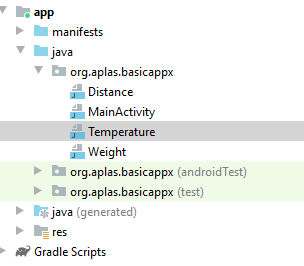 app
manifests
java
org.aplas.basicappx
Distance
MainActivity
Temperature
Weight
org.aplas.basicappx (androidTest)
org.aplas.basicappx (test)
java (generated)
res
Gradle Scripts